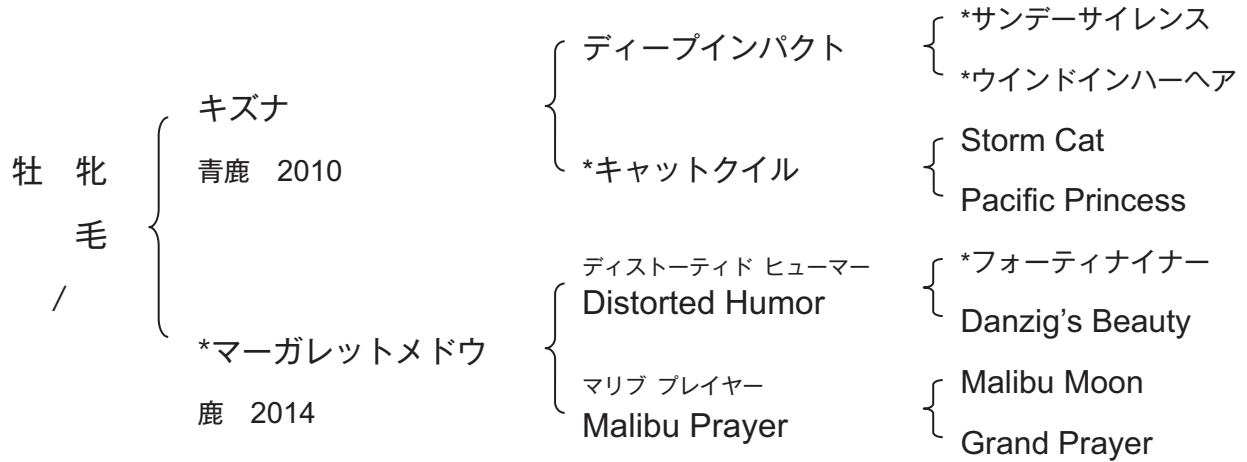 牡 牝
毛
/
キズナ
青鹿 2010
*マーガレットメドウ
鹿 2014
ディープインパクト
*キャットクイル
ディストーティド ヒューマー
Distorted Humor
マリブ プレイヤー
Malibu Prayer
*サンデーサイレンス
*ウインドインハーヘア
Storm Cat
Pacific Princess
*フォーティナイナー
Danzig’s Beauty
Malibu Moon
Grand Prayer